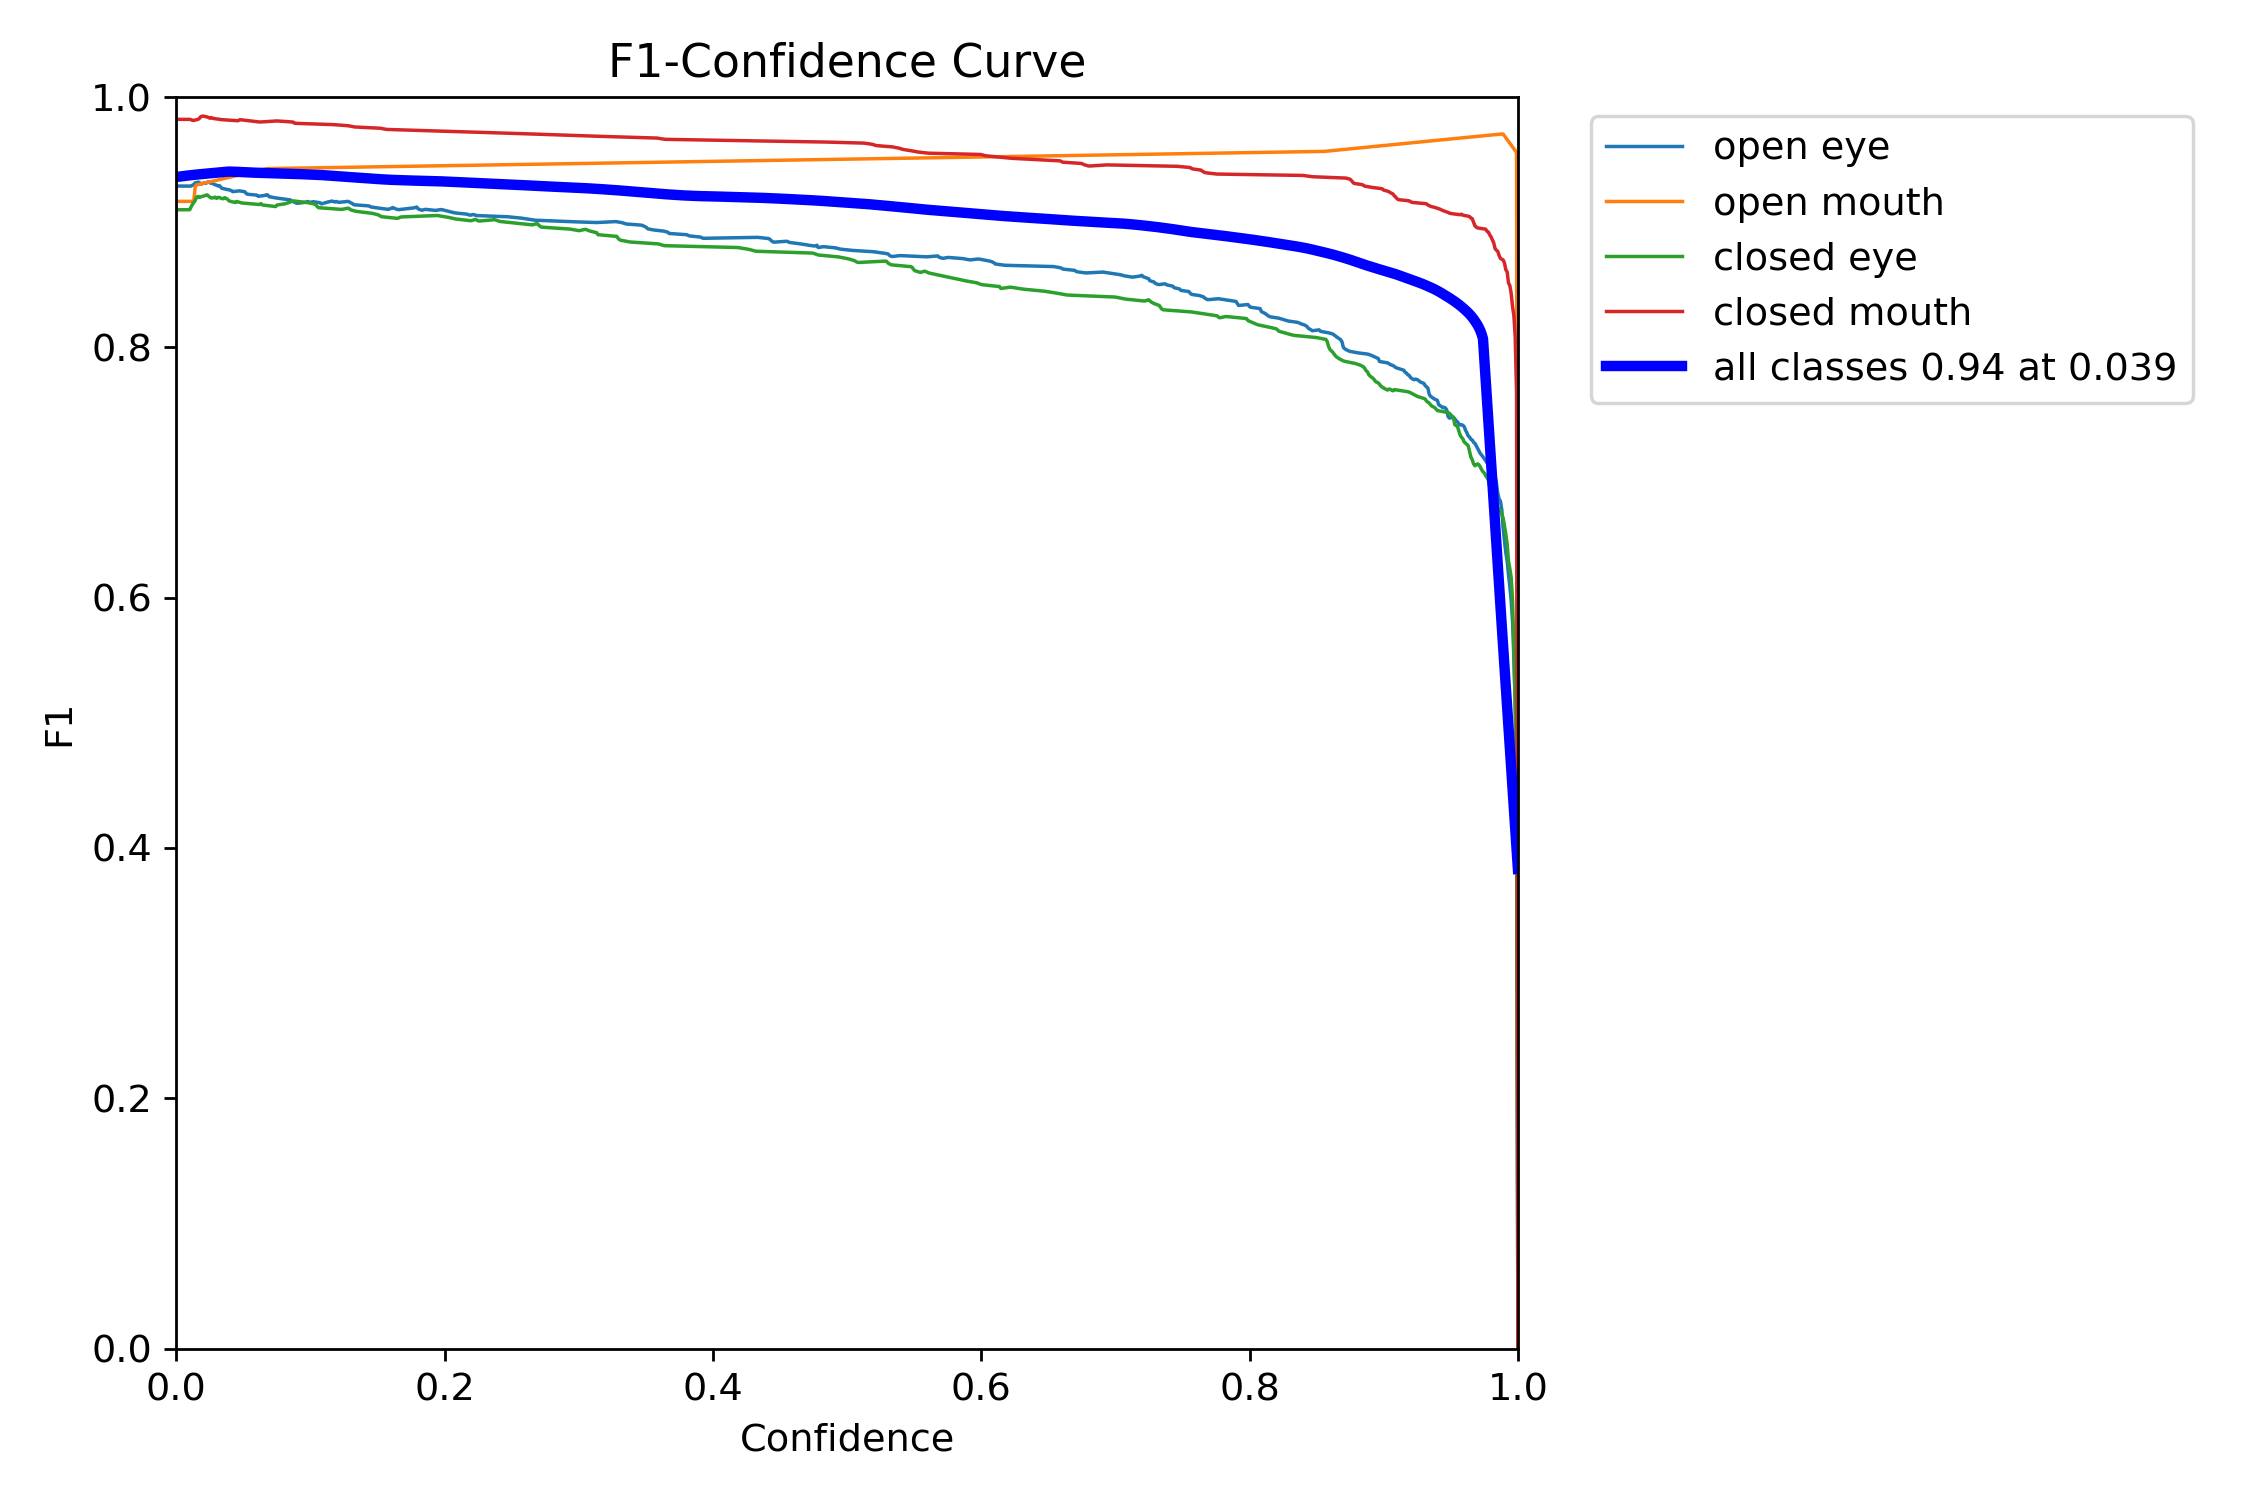 F1-Confidence Curve
1.0
0.8
0.6
0.4
0.2
0.0
F1
0.0 0.2 0.4 0.6 0.8 1.0
Confidence
open eye
open mouth
closed eye
closed mouth
all classes 0.94 at 0.039